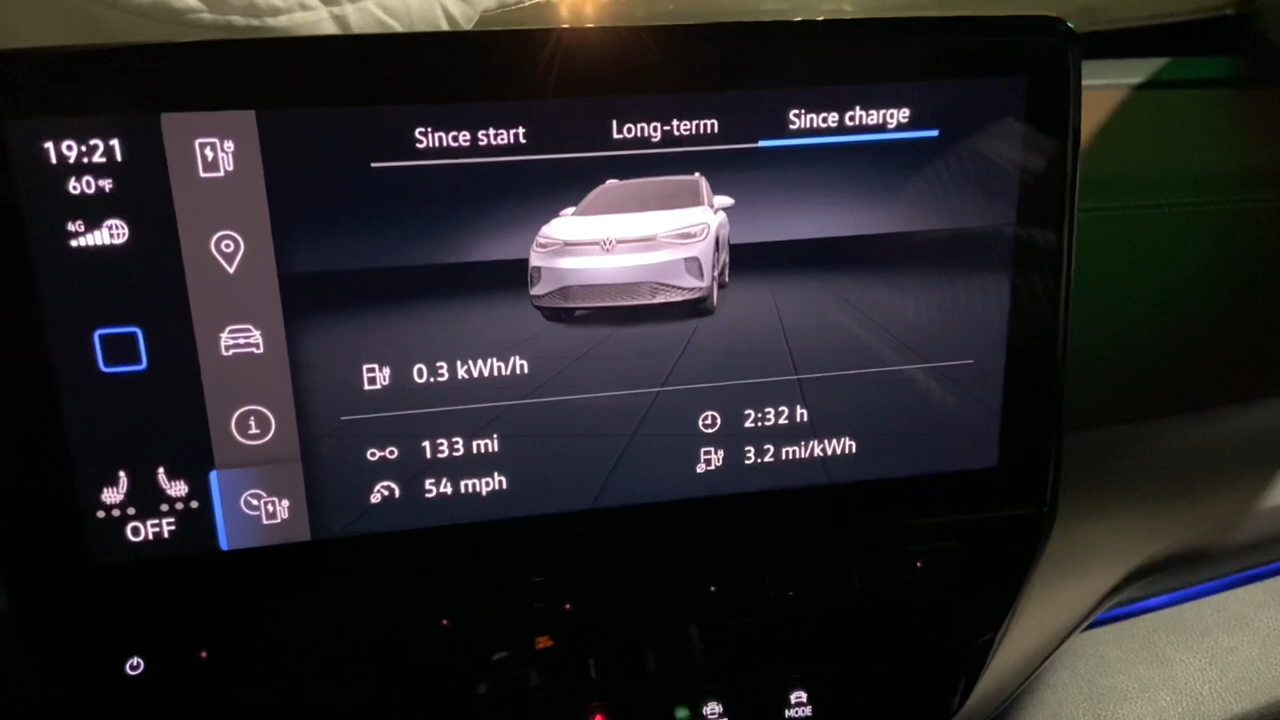 Since start Long-term Since charge
19:21
60°F
4G
0.3 kWh/h
133 mi
2:32 h
54 mph
3.2 mi/kWh
OFF
MODE